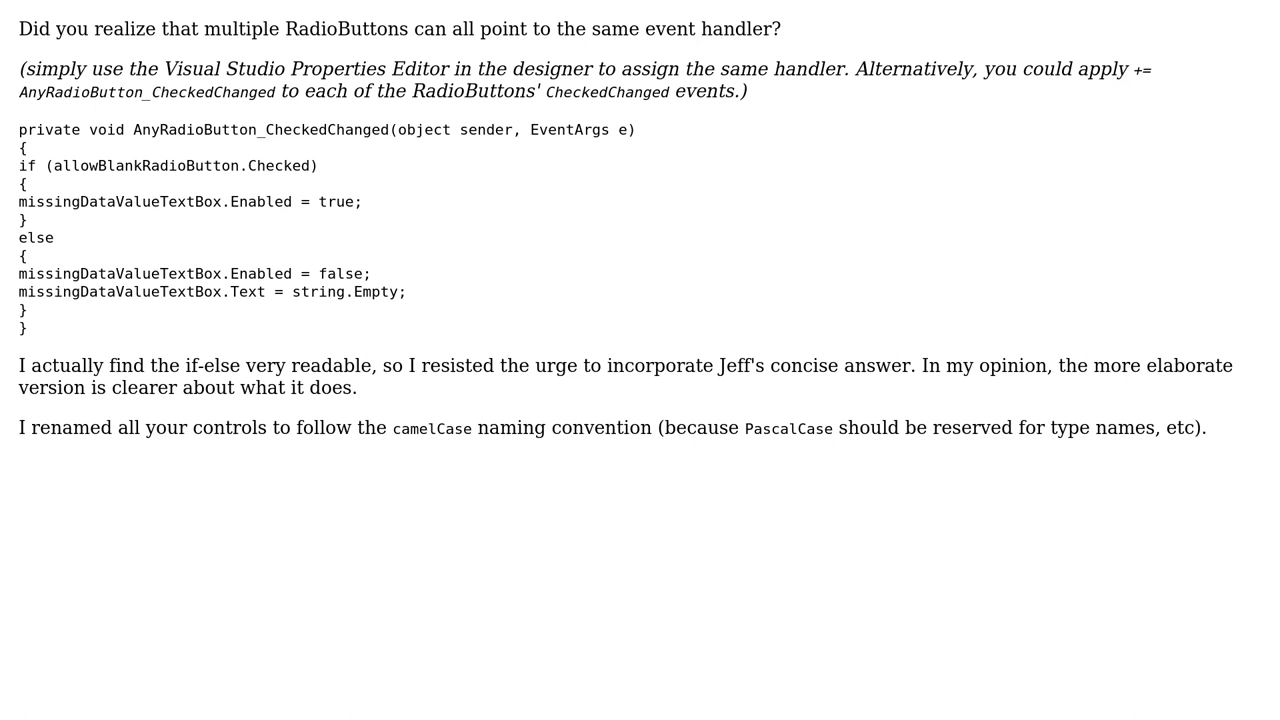 Did you realize that multiple RadioButtons can all point to the same event handler?
(simply use the Visual Studio Properties Editor in the designer to assign the same handler. Alternatively, you could apply +=
AnyRadioButton_CheckedChanged to each of the RadioButtons' CheckedChanged events.)
private void AnyRadioButton_CheckedChanged(object sender, EventArgs e)
{
if (allowBlankRadioButton.Checked)
{
missingDataValueTextBox.Enabled = true;
}
else
{
missingDataValueTextBox.Enabled = false;
missingDataValueTextBox.Text = string.Empty;
}
}
I actually find the if-else very readable, so I resisted the urge to incorporate Jeff's concise answer. In my opinion, the more elaborate
version is clearer about what it does.
I renamed all your controls to follow the camelCase naming convention (because PascalCase should be reserved for type names, etc).